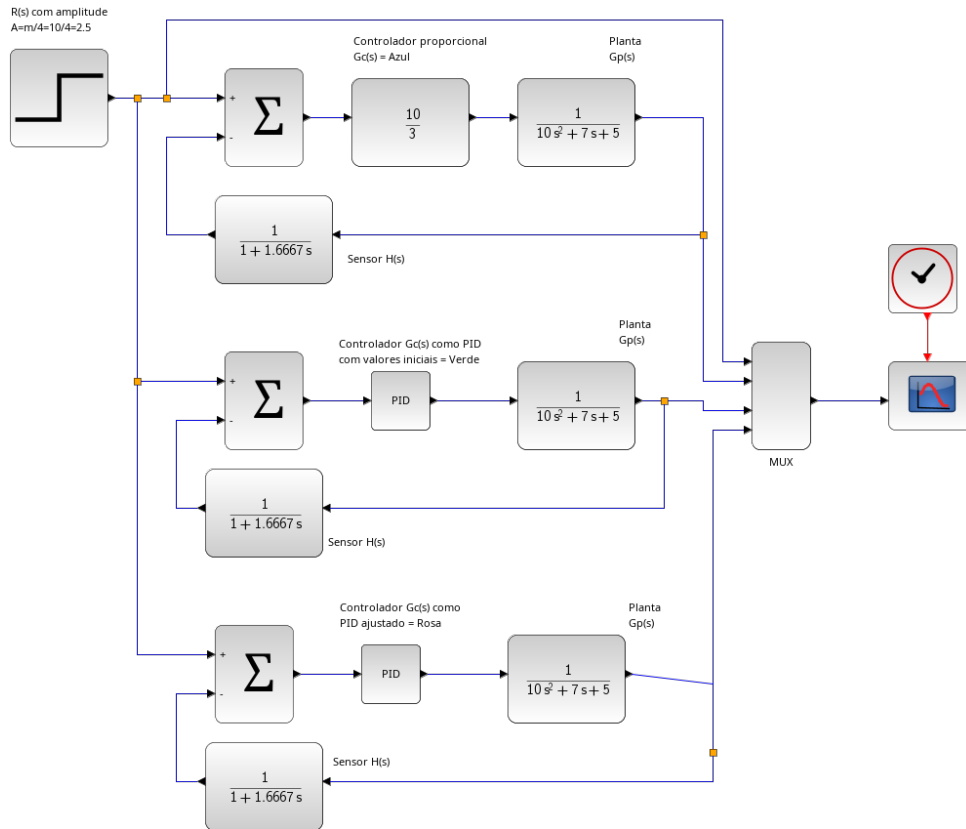 R(s) com amplitude
A=m/4=10/4=2.5
Controlador proporcional
Gc(s) = Azul
Planta
Gp(s)
+
-
Σ
10
3
1
10 s² + 7 s + 5
1
1 + 1.6667 s
Sensor H(s)
Controlador Gc(s) como PID
com valores iniciais = Verde
Planta
Gp(s)
+
-
Σ
PID
1
10 s² + 7 s + 5
MUX
1
1 + 1.6667 s
Sensor H(s)
Controlador Gc(s) como
PID ajustado = Rosa
Planta
Gp(s)
+
-
Σ
PID
1
10 s² + 7 s + 5
Sensor H(s)
1
1 + 1.6667 s